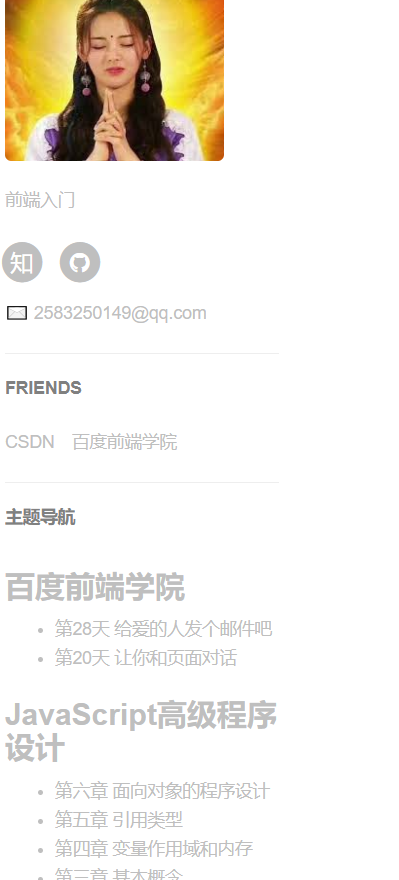 前端入门
知
2583250149@qq.com
FRIENDS
CSDN 百度前端学院
主题导航
百度前端学院
第28天 给爱的人发个邮件吧
第20天 让你和页面对话
JavaScript高级程序
设计
第六章 面向对象的程序设计
第五章 引用类型
第四章 变量作用域和内存
第三章 基本概念